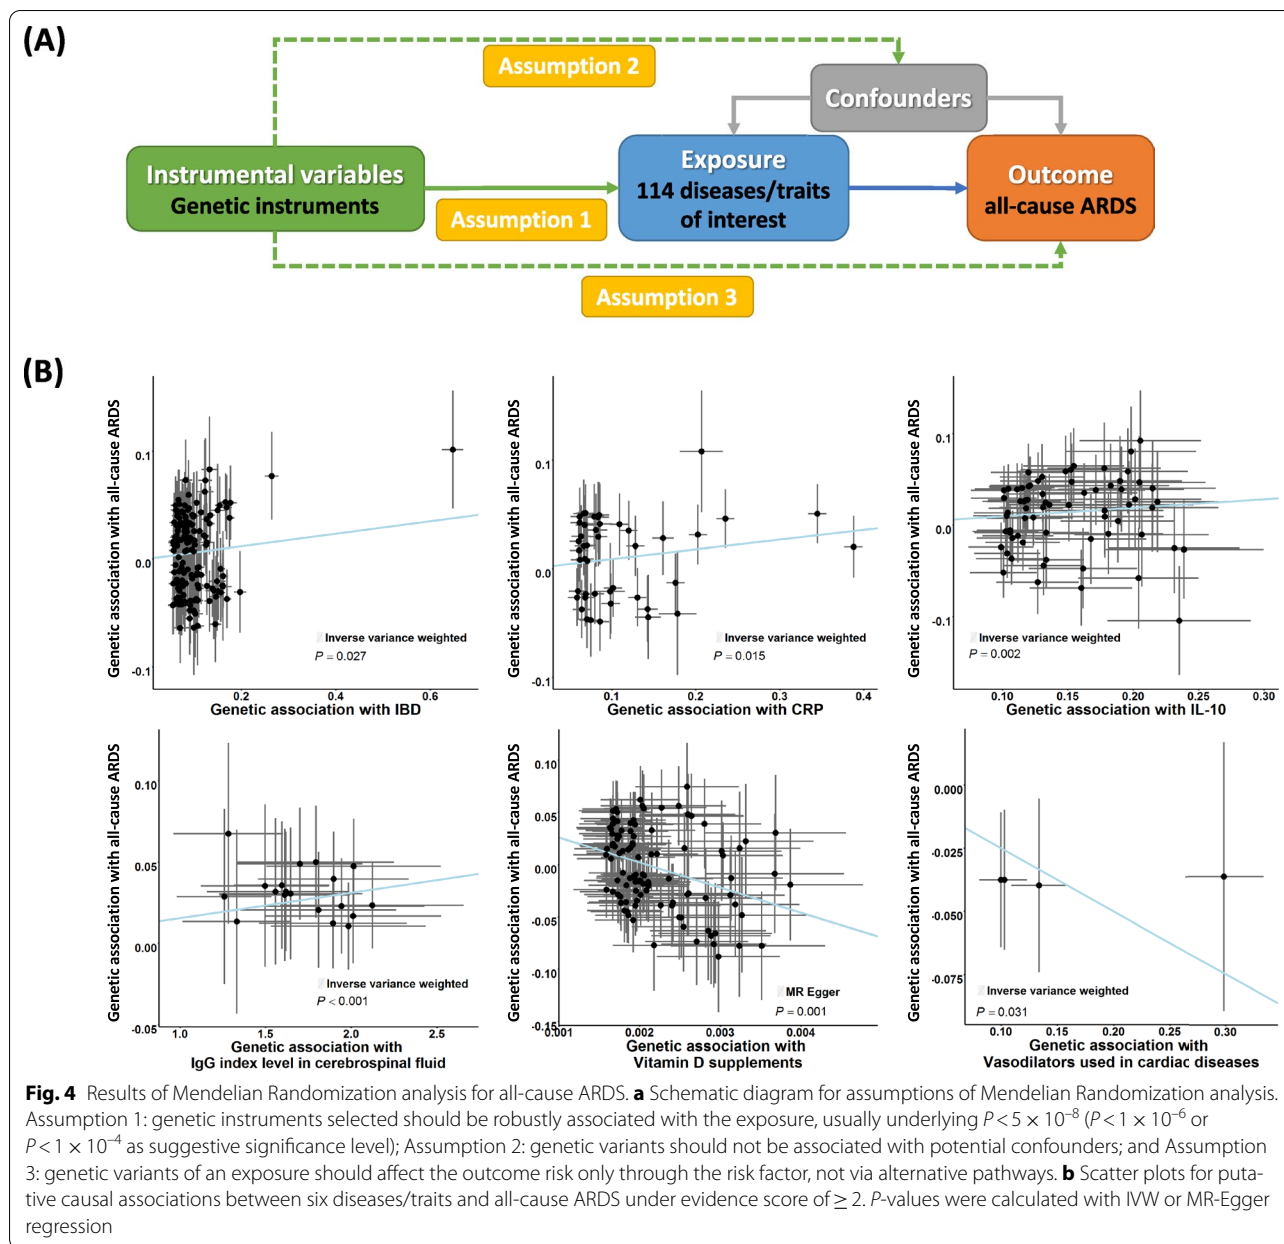 (A)
Assumption 2
Confounders
Instrumental variables
Genetic instruments
Assumption 1
Exposure
114 diseases/traits
of interest
Outcome
all-cause ARDS
Assumption 3
(B)
Genetic association with all-cause ARDS
0.1
0.0
-0.1
Inverse variance weighted
P = 0.027
0.2 0.4 0.6
Genetic association with IBD
Genetic association with all-cause ARDS
0.1
0.0
-0.1
Inverse variance weighted
P = 0.015
0.1 0.2 0.3 0.4
Genetic association with CRP
Genetic association with all-cause ARDS
0.1
0.0
-0.1
Inverse variance weighted
P = 0.002
0.10 0.15 0.20 0.25 0.30
Genetic association with IL-10
Genetic association with all-cause ARDS
0.10
0.05
0.00
-0.05
Inverse variance weighted
P < 0.001
1.0 1.5 2.0 2.5
Genetic association with
IgG index level in cerebrospinal fluid
Genetic association with all-cause ARDS
0.10
0.05
0.00
-0.05
-0.10
-0.15
MR Egger
P = 0.001
0.001 0.002 0.003 0.004
Genetic association with
Vitamin D supplements
Genetic association with all-cause ARDS
0.000
-0.025
-0.050
-0.075
Inverse variance weighted
P = 0.031
0.10 0.20 0.30
Genetic association with
Vasodilators used in cardiac diseases
Fig. 4 Results of Mendelian Randomization analysis for all-cause ARDS. a Schematic diagram for assumptions of Mendelian Randomization analysis.
Assumption 1: genetic instruments selected should be robustly associated with the exposure, usually underlying P < 5 × 10⁻⁸ (P < 1 × 10⁻⁶ or
P < 1 × 10⁻⁴ as suggestive significance level); Assumption 2: genetic variants should not be associated with potential confounders; and Assumption
3: genetic variants of an exposure should affect the outcome risk only through the risk factor, not via alternative pathways. b Scatter plots for puta-
tive causal associations between six diseases/traits and all-cause ARDS under evidence score of ≥ 2. P-values were calculated with IVW or MR-Egger
regression